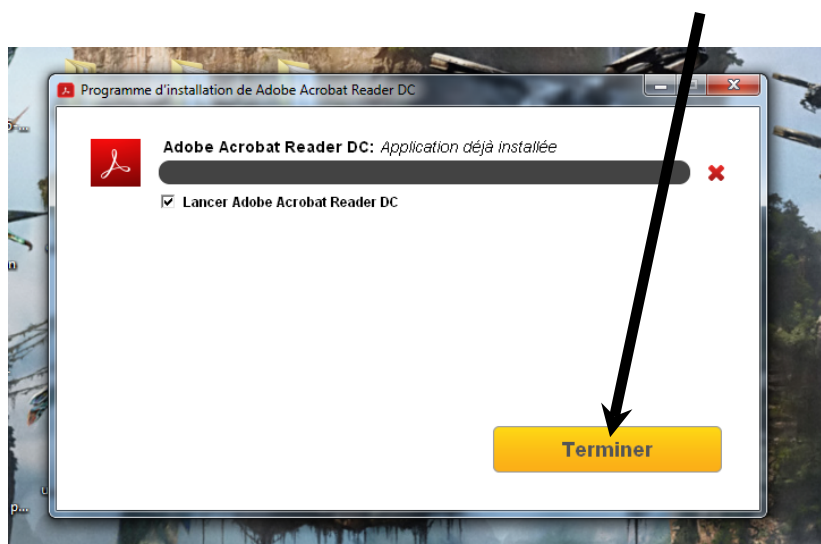 Programme d'installation de Adobe Acrobat Reader DC
Adobe Acrobat Reader DC: Application déjà installée
Lancer Adobe Acrobat Reader DC
Terminer
n
u
p...